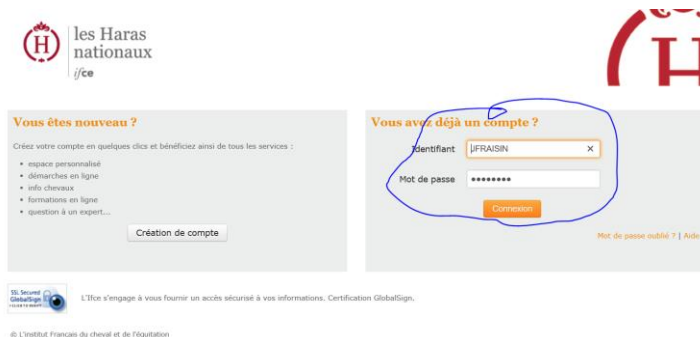 les Haras
nationaux
ifce
Vous êtes nouveau ?
Créez votre compte en quelques clics et bénéficiez ainsi de tous les services :
• espace personnalisé
• démarches en ligne
• info chevaux
• formations en ligne
• question à un expert...
Création de compte
Vous avez déjà un compte ?
Identifiant JFRAISIN
Mot de passe ••••••••
Connexion
Mot de passe oublié ? | Aide
SSL Secured
GlobalSign
L'Ifce s'engage à vous fournir un accès sécurisé à vos informations. Certification GlobalSign.
© L'institut Français du cheval et de l'équitation